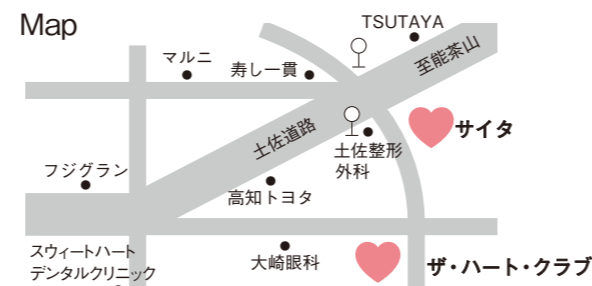 Map
TSUTAYA
至能茶山
マルニ
寿し一貫
サイタ
土佐道路
土佐整形
外科
フジグラン
高知トヨタ
スウィートハート
デンタルクリニック
大崎眼科
ザ・ハート・クラブ